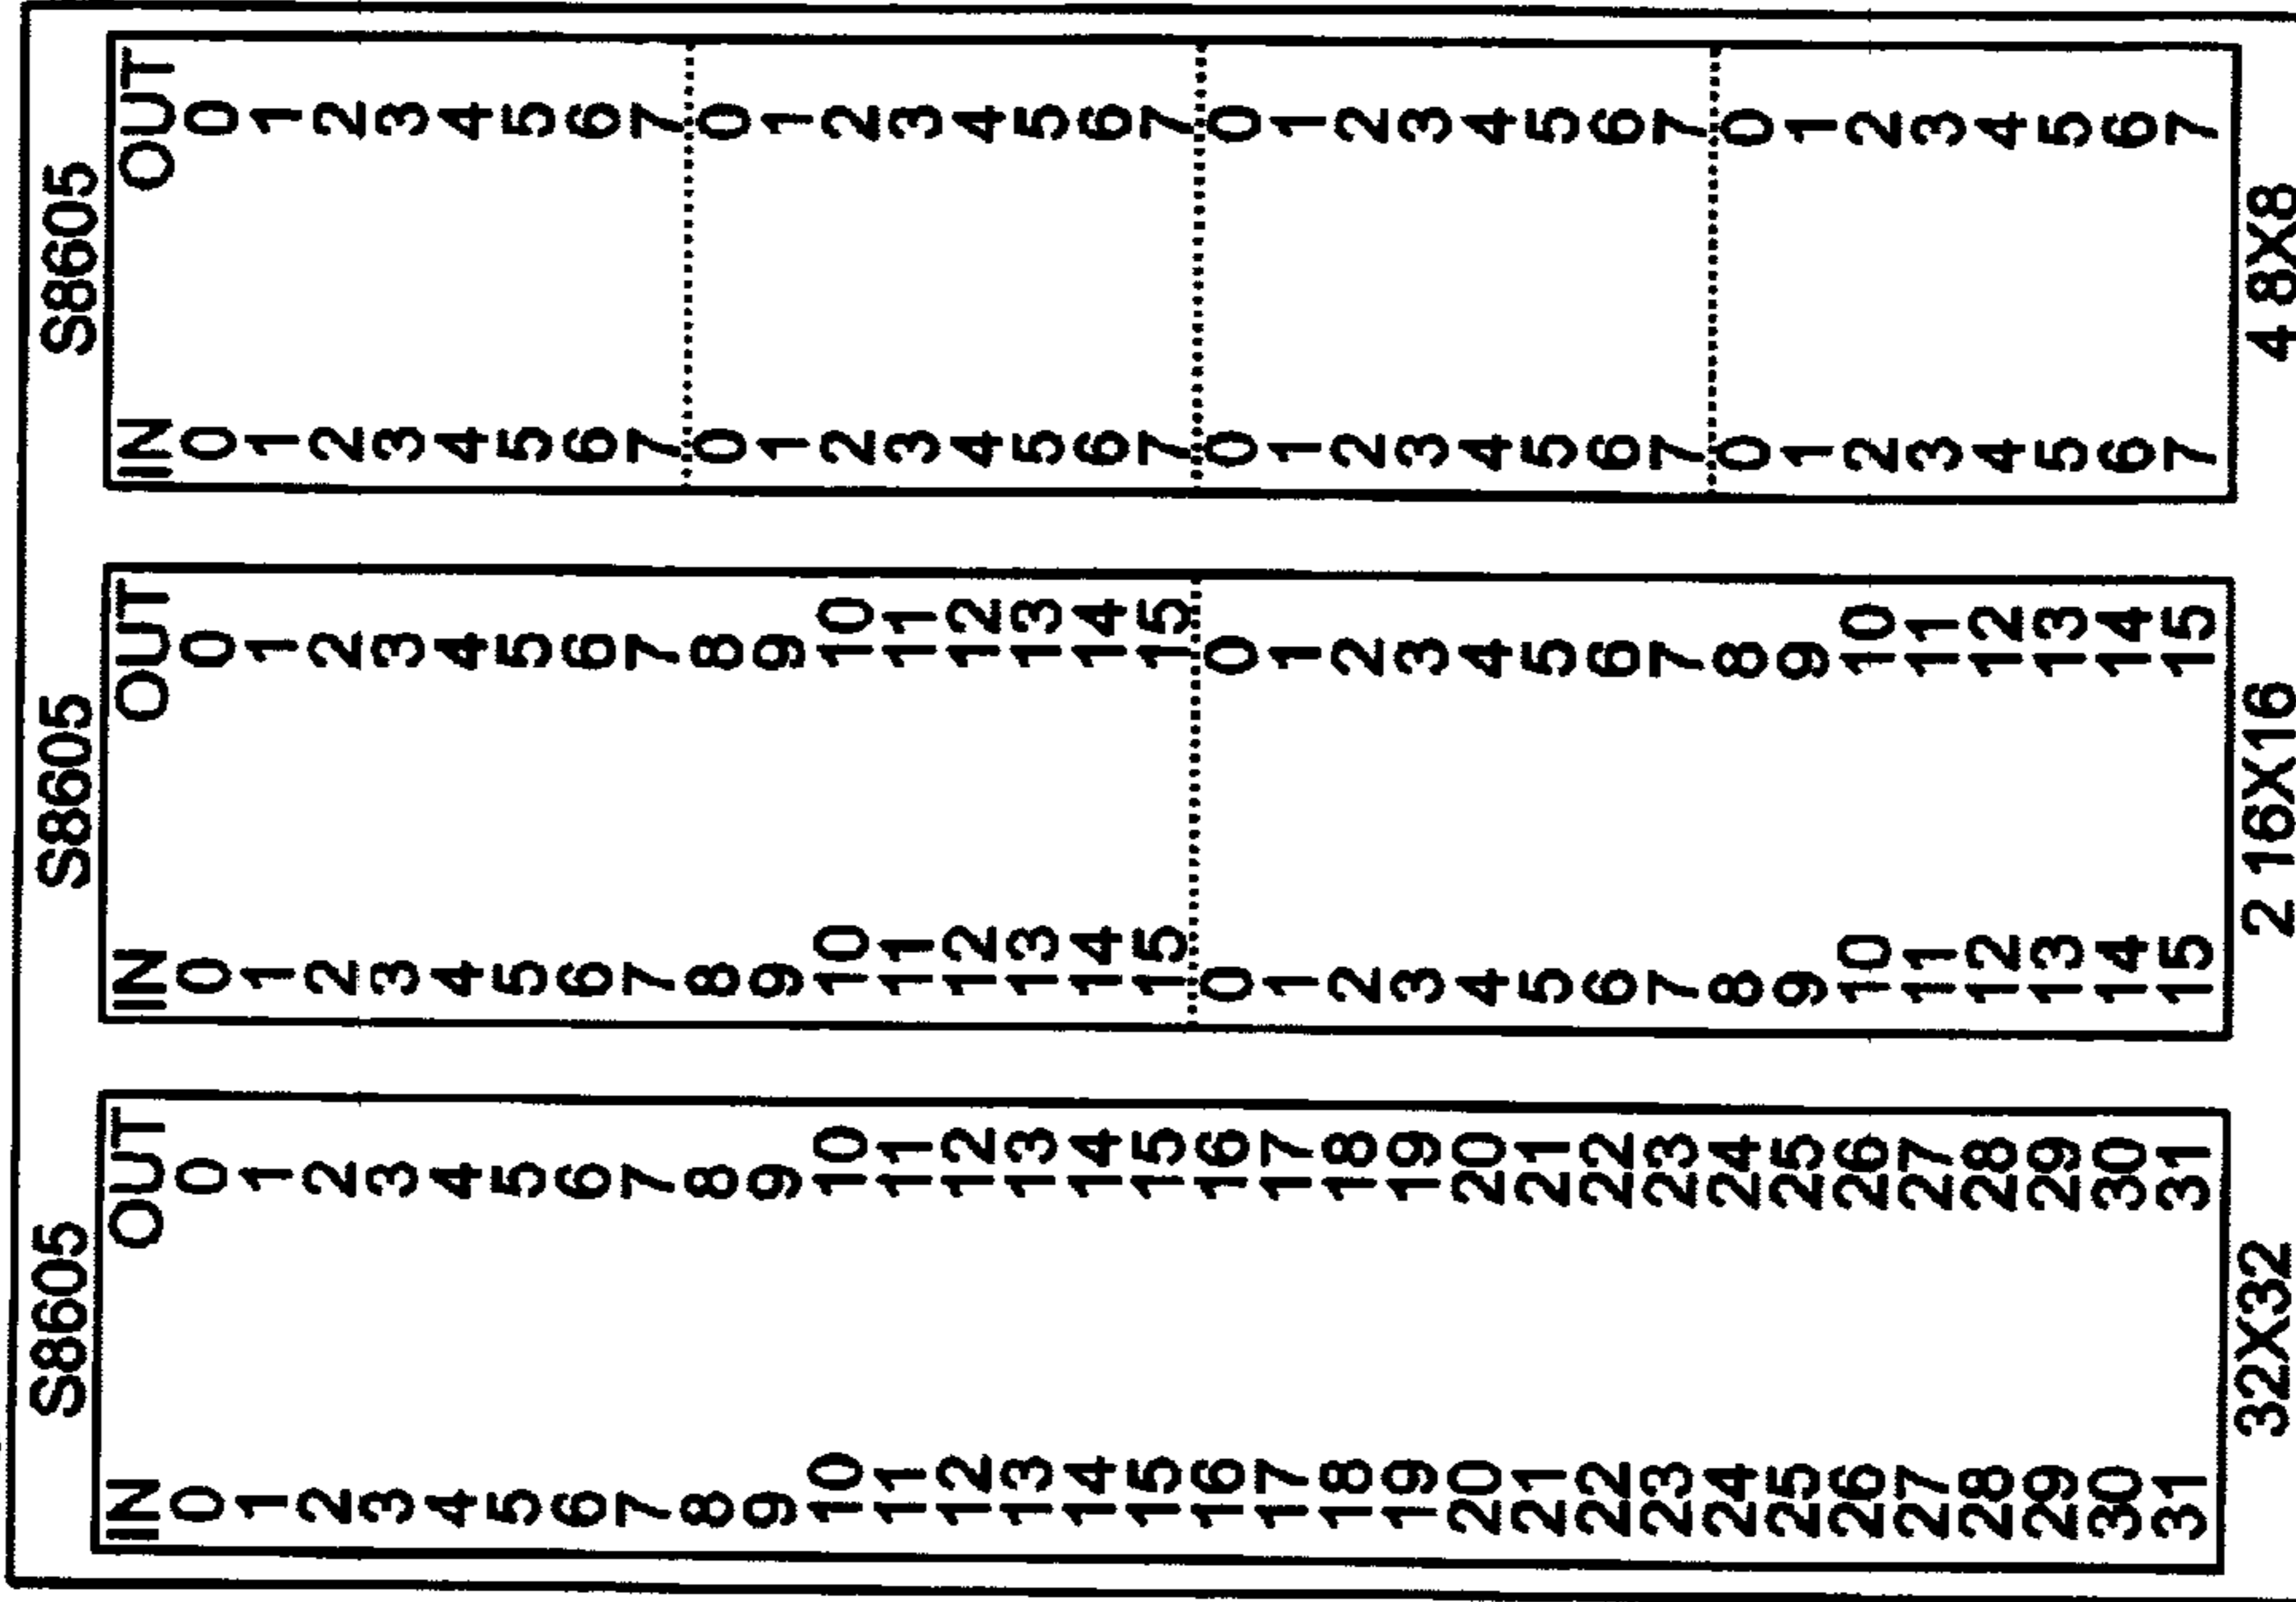 S8605 S8605 S8605
IN OUT IN OUT IN OUT
0 0 0 0 0 0
1 1 1 1 1 1
2 2 2 2 2 2
3 3 3 3 3 3
4 4 4 4 4 4
5 5 5 5 5 5
6 6 6 6 6 6
7 7 7 7 7 7
8 8 8 8 0 0
9 9 9 9 1 1
10 10 10 10 2 2
11 11 11 11 3 3
12 12 12 12 4 4
13 13 13 13 5 5
14 14 14 14 6 6
15 15 15 15 7 7
16 16 0 0 0 0
17 17 1 1 1 1
18 18 2 2 2 2
19 19 3 3 3 3
20 20 4 4 4 4
21 21 5 5 5 5
22 22 6 6 6 6
23 23 7 7 7 7
24 24 8 8 0 0
25 25 9 9 1 1
26 26 10 10 2 2
27 27 11 11 3 3
28 28 12 12 4 4
29 29 13 13 5 5
30 30 14 14 6 6
31 31 15 15 7 7
32X32 2 16X16 4 8X8